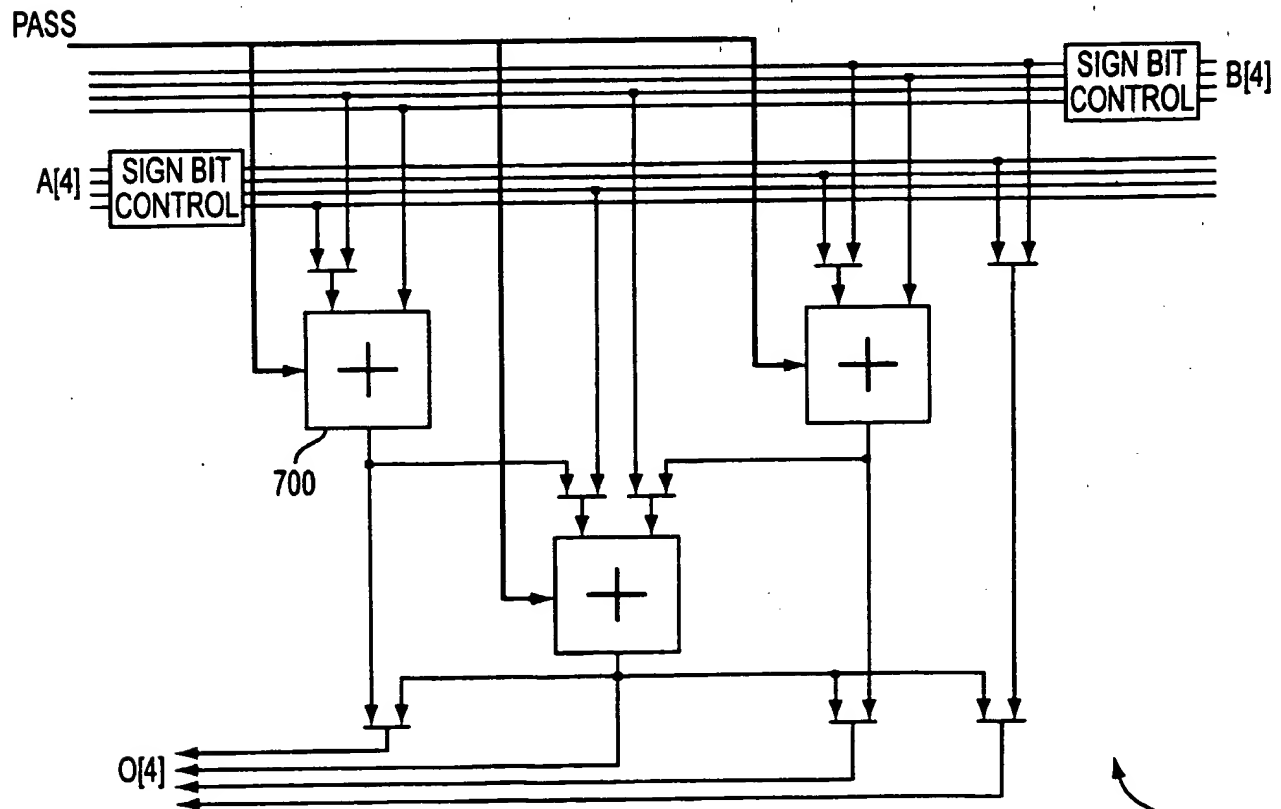 PASS
SIGN BIT
CONTROL
B[4]
A[4]
SIGN BIT
CONTROL
+
+
700
+
O[4]